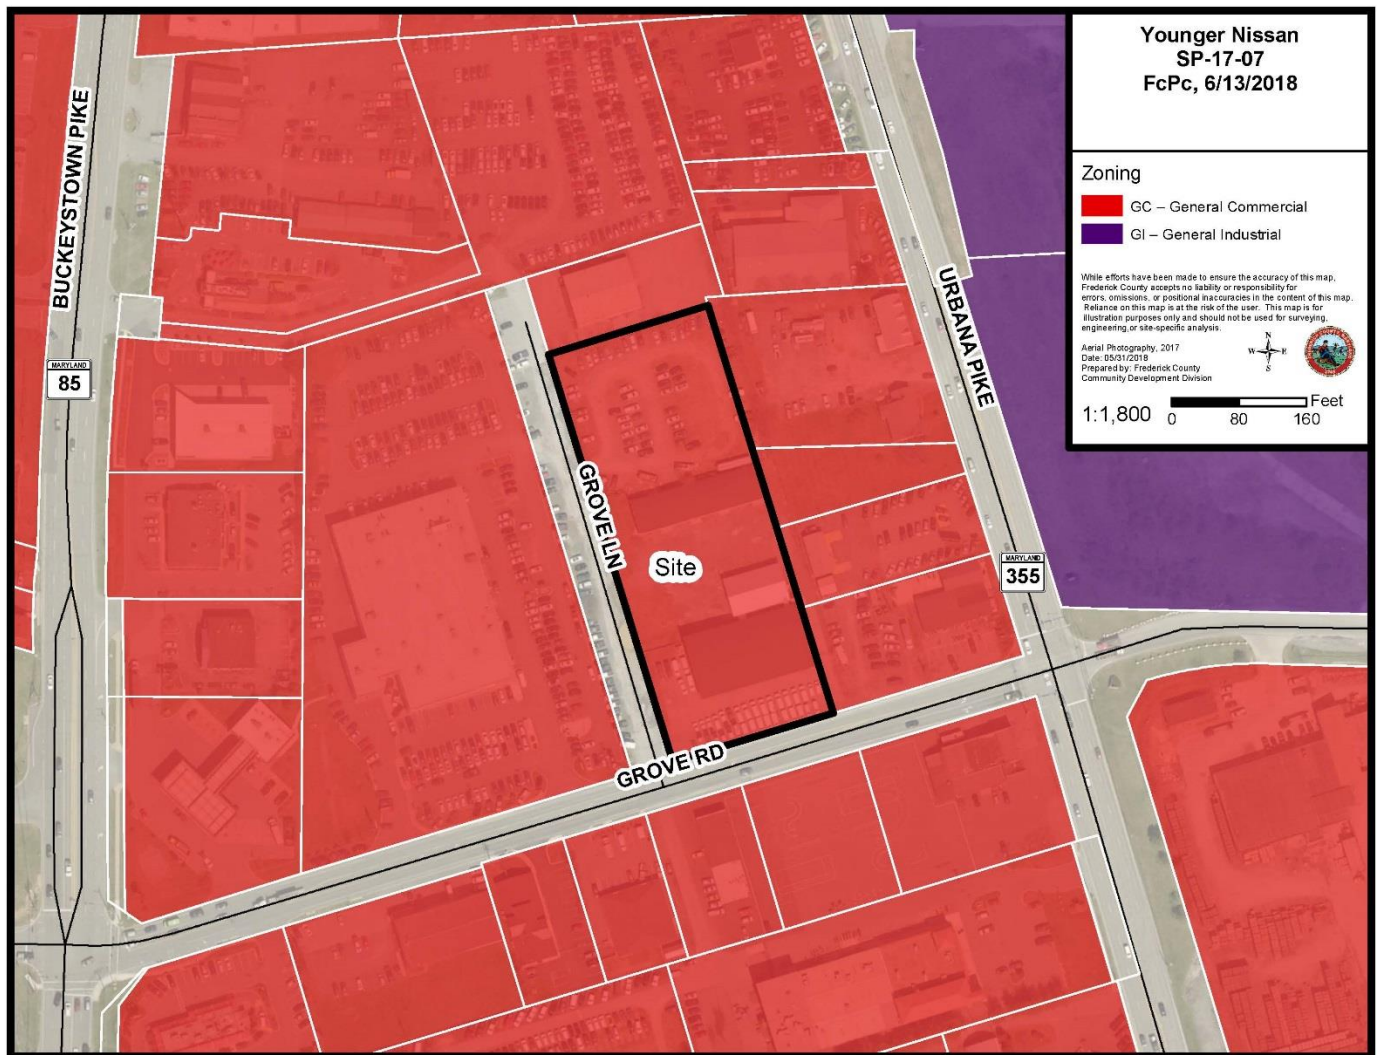 Younger Nissan
SP-17-07
FcPc, 6/13/2018
Zoning
GC – General Commercial
GI – General Industrial
While efforts have been made to ensure the accuracy of this map,
Frederick County accepts no liability or responsibility for
errors, omissions, or positional inaccuracies in the content of this map.
Reliance on this map is at the risk of the user. This map is for
illustration purposes only and should not be used for surveying,
engineering, or site-specific analysis.
Aerial Photography, 2017
Date: 05/31/2018
Prepared by: Frederick County
Community Development Division
N
W E
S
1:1,800
Feet
0 80 160
BUCKEYSTOWN PIKE
MARYLAND
85
URBANA PIKE
GROVE LN
Site
MARYLAND
355
GROVE RD